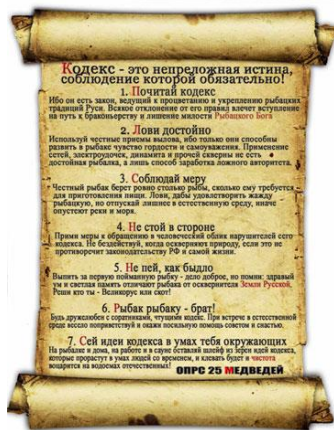 Кодекс - это непреложная истина,
соблюдение которой обязательно!
1. Почитай кодекс
Ибо он есть закон, ведущий к процветанию и укреплению рыбацких
традиций Руси. Всякое отклонение от его правил влечет вступление
на путь к браконьерству и лишение милости Рыбацкого Бога
2. Лови достойно
Используй честные приемы вылова, ибо только они способны
развить в рыбаке чувство гордости и самоуважения. Применение
сетей, электроудочек, динамита и прочей скверны не есть
достойная рыбалка, а лишь способ заработка ложного авторитета.
3. Соблюдай меру
Честный рыбак берет ровно столько рыбы, сколько ему требуется
для приготовления пищи. Лови, дабы удовлетворить жажду
рыбацкую, но отпускай лишнее в естественную среду, иначе
опустеют реки и моря.
4. Не стой в стороне
Прими меры к обращению в человеческий облик нарушителей сего
кодекса. Не бездействуй, когда оскверняют природу, если это не
противоречит законодательству РФ и самой жизни.
5. Не пей, как быдло
Выпить за первую пойманную рыбку - дело доброе, но помни: здравый
ум и светлая память отличают рыбака от осквернителя Земли Русской.
Реши кто ты - Великорус или скот!
6. Рыбак рыбаку - брат!
Будь дружелюбен с соратниками, чтущими кодекс. При встрече в естественной
среде весело поприветствуй и окажи посильную помощь советом и снастью.
7. Сей идеи кодекса в умах тебя окружающих
На рыбалке и дома, на работе и в сауне оставляй шлейф из зерен идей кодекса,
которые прорастут в умах людей со временем, и клевать будет и чистота
воцарится на водоемах отечественных!
ОПРС 25 МЕДВЕДЕЙ